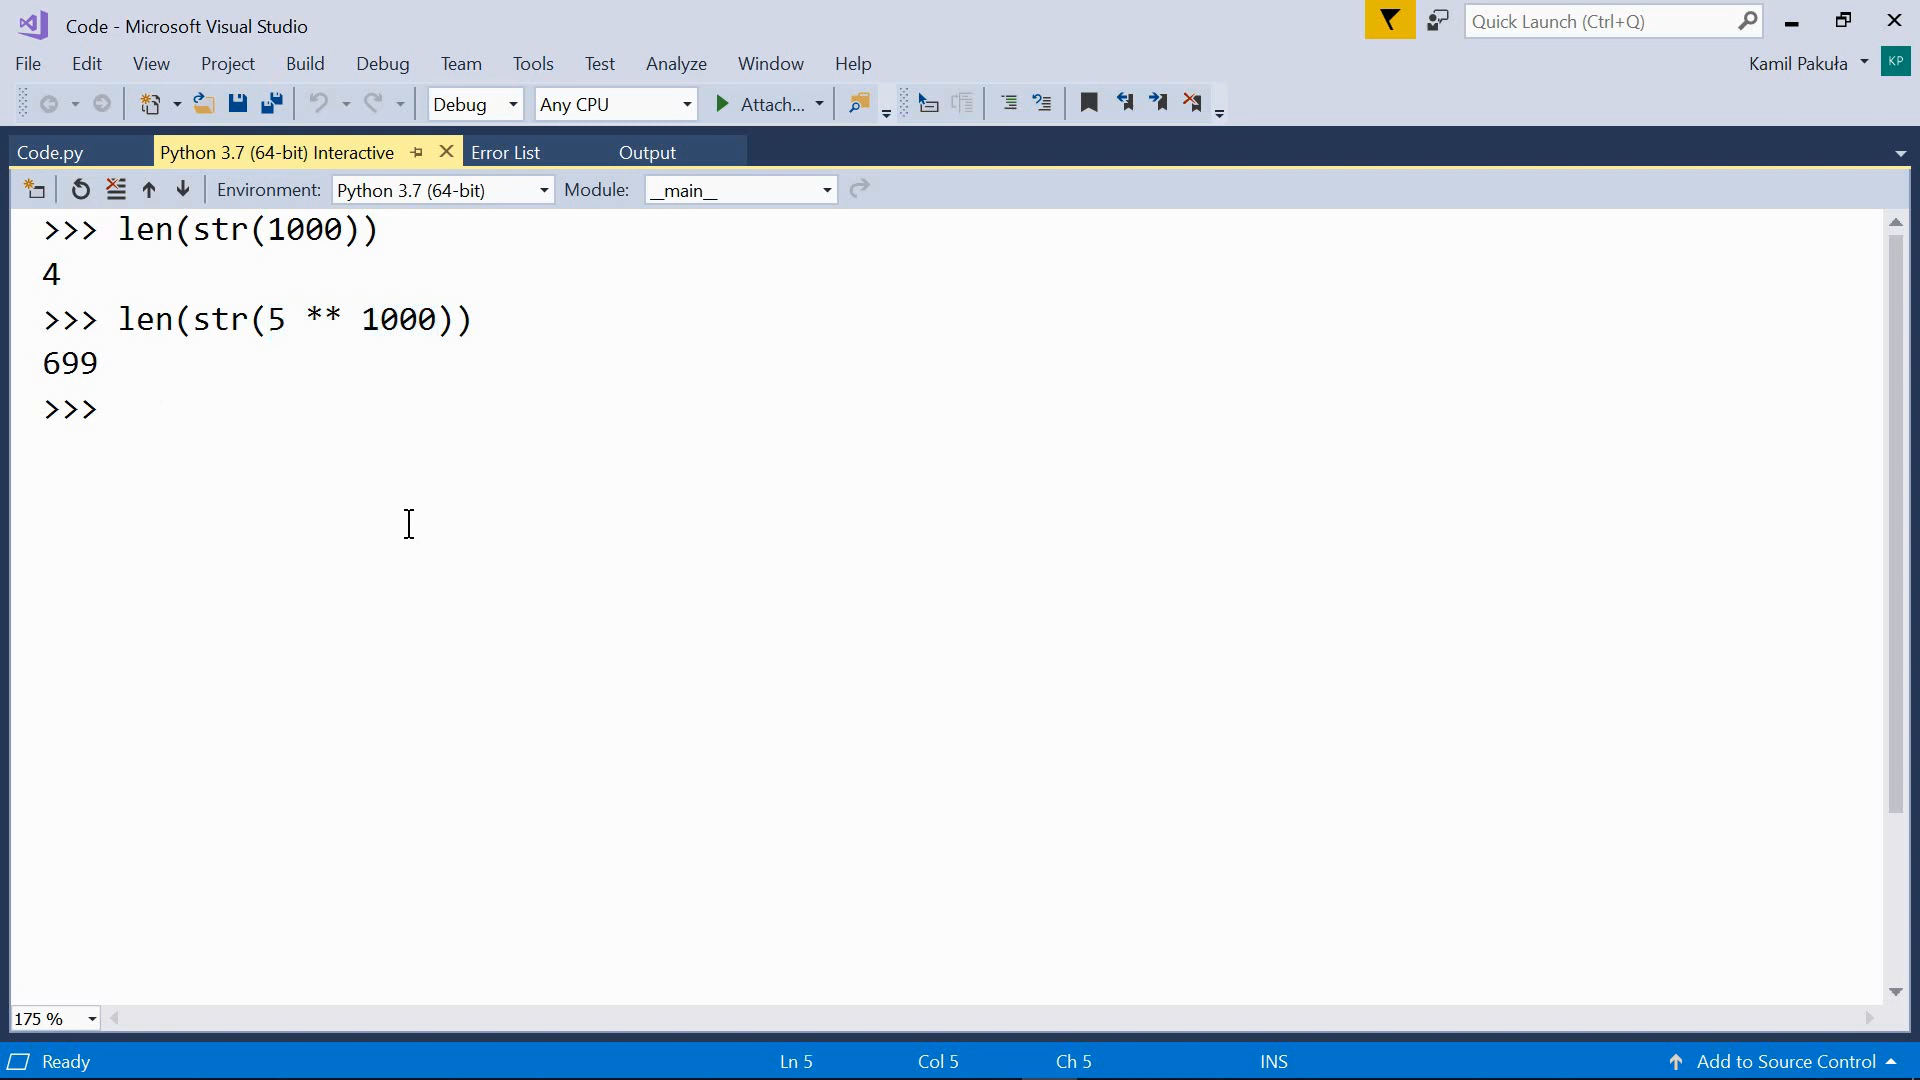 Code - Microsoft Visual Studio
Quick Launch (Ctrl+Q)
File Edit View Project Build Debug Team Tools Test Analyze Window Help
Kamil Pakuła KP
Debug Any CPU Attach...
Code.py Python 3.7 (64-bit) Interactive Error List Output
Environment: Python 3.7 (64-bit) Module: __main__
>>> len(str(1000))
4
>>> len(str(5 ** 1000))
699
>>>
175 %
Ready Ln 5 Col 5 Ch 5 INS Add to Source Control